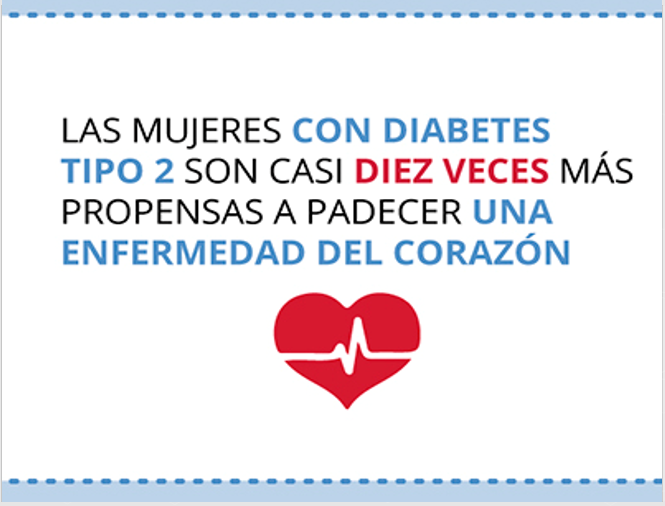 LAS MUJERES CON DIABETES
TIPO 2 SON CASI DIEZ VECES MÁS
PROPENSAS A PADECER UNA
ENFERMEDAD DEL CORAZÓN